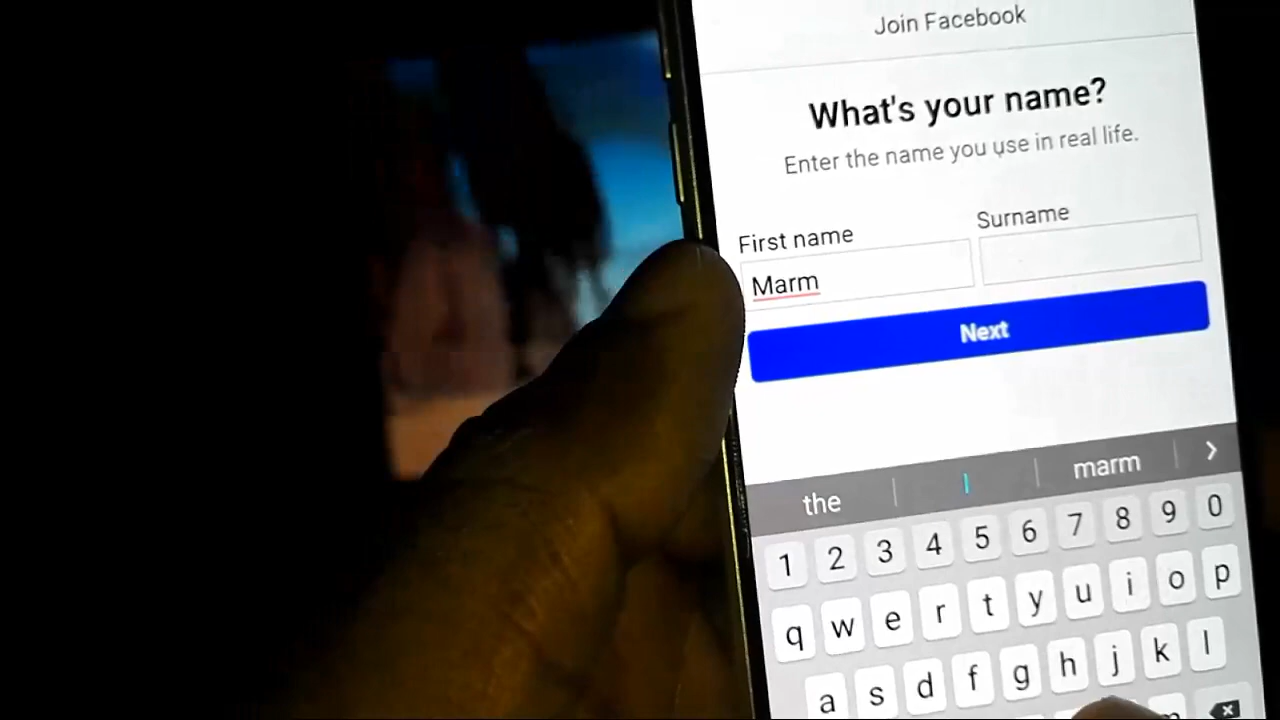 Join Facebook
What's your name?
Enter the name you use in real life.
First name Surname
Marm
Next
the I marm >
1 2 3 4 5 6 7 8 9 0
q w e r t y u i o p
a s d f g h j k l
m